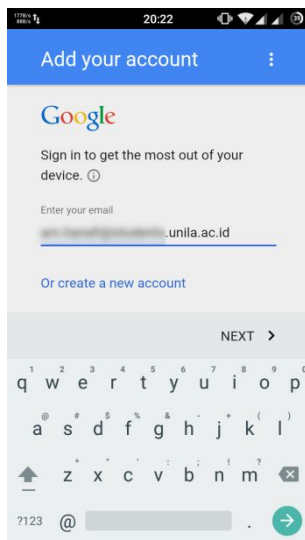 20:22
Add your account
Google
Sign in to get the most out of your
device.
Enter your email
.unila.ac.id
Or create a new account
NEXT
1 2 3 4 5 6 7 8 9 0
q w e r t y u i o p
@ # $ % & - + ( )
a s d f g h j k l
* " ' : ; ! ?
z x c v b n m
?123 @ .